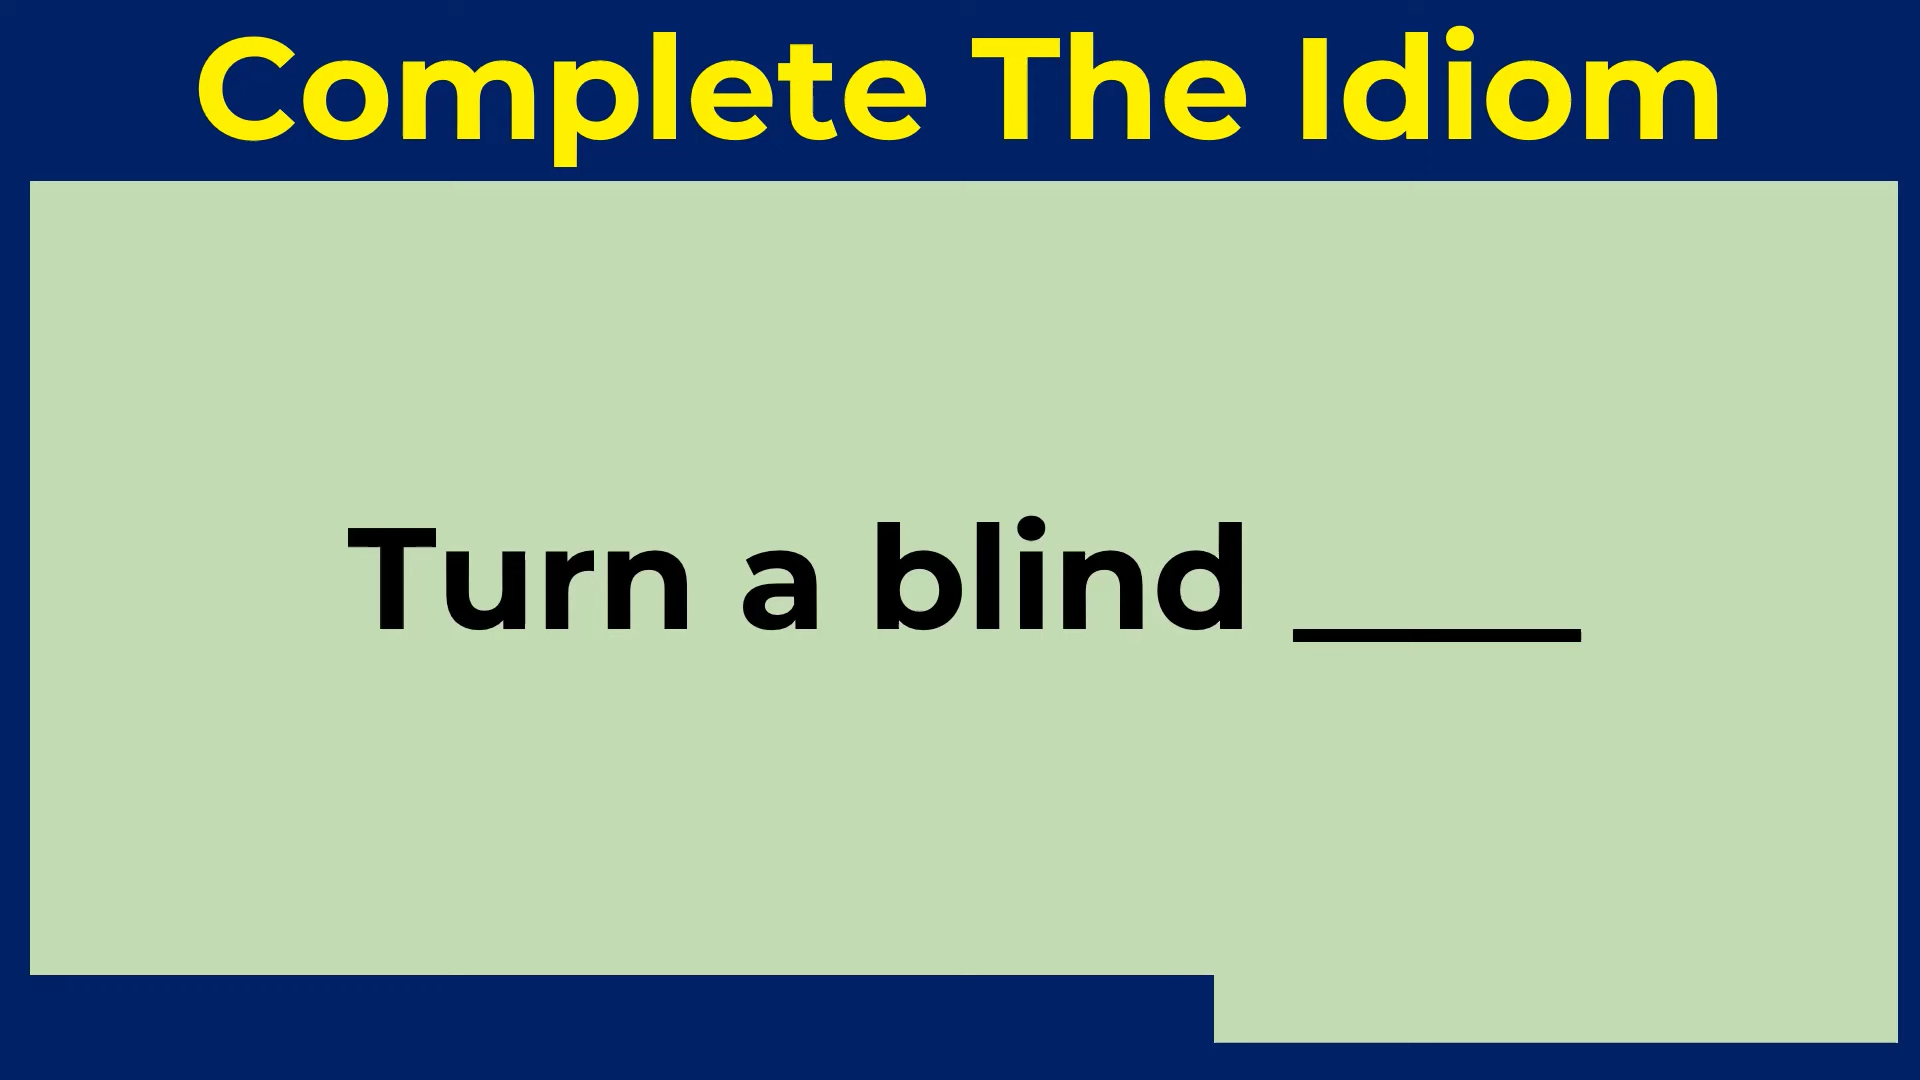 Complete The Idiom
Turn a blind ____